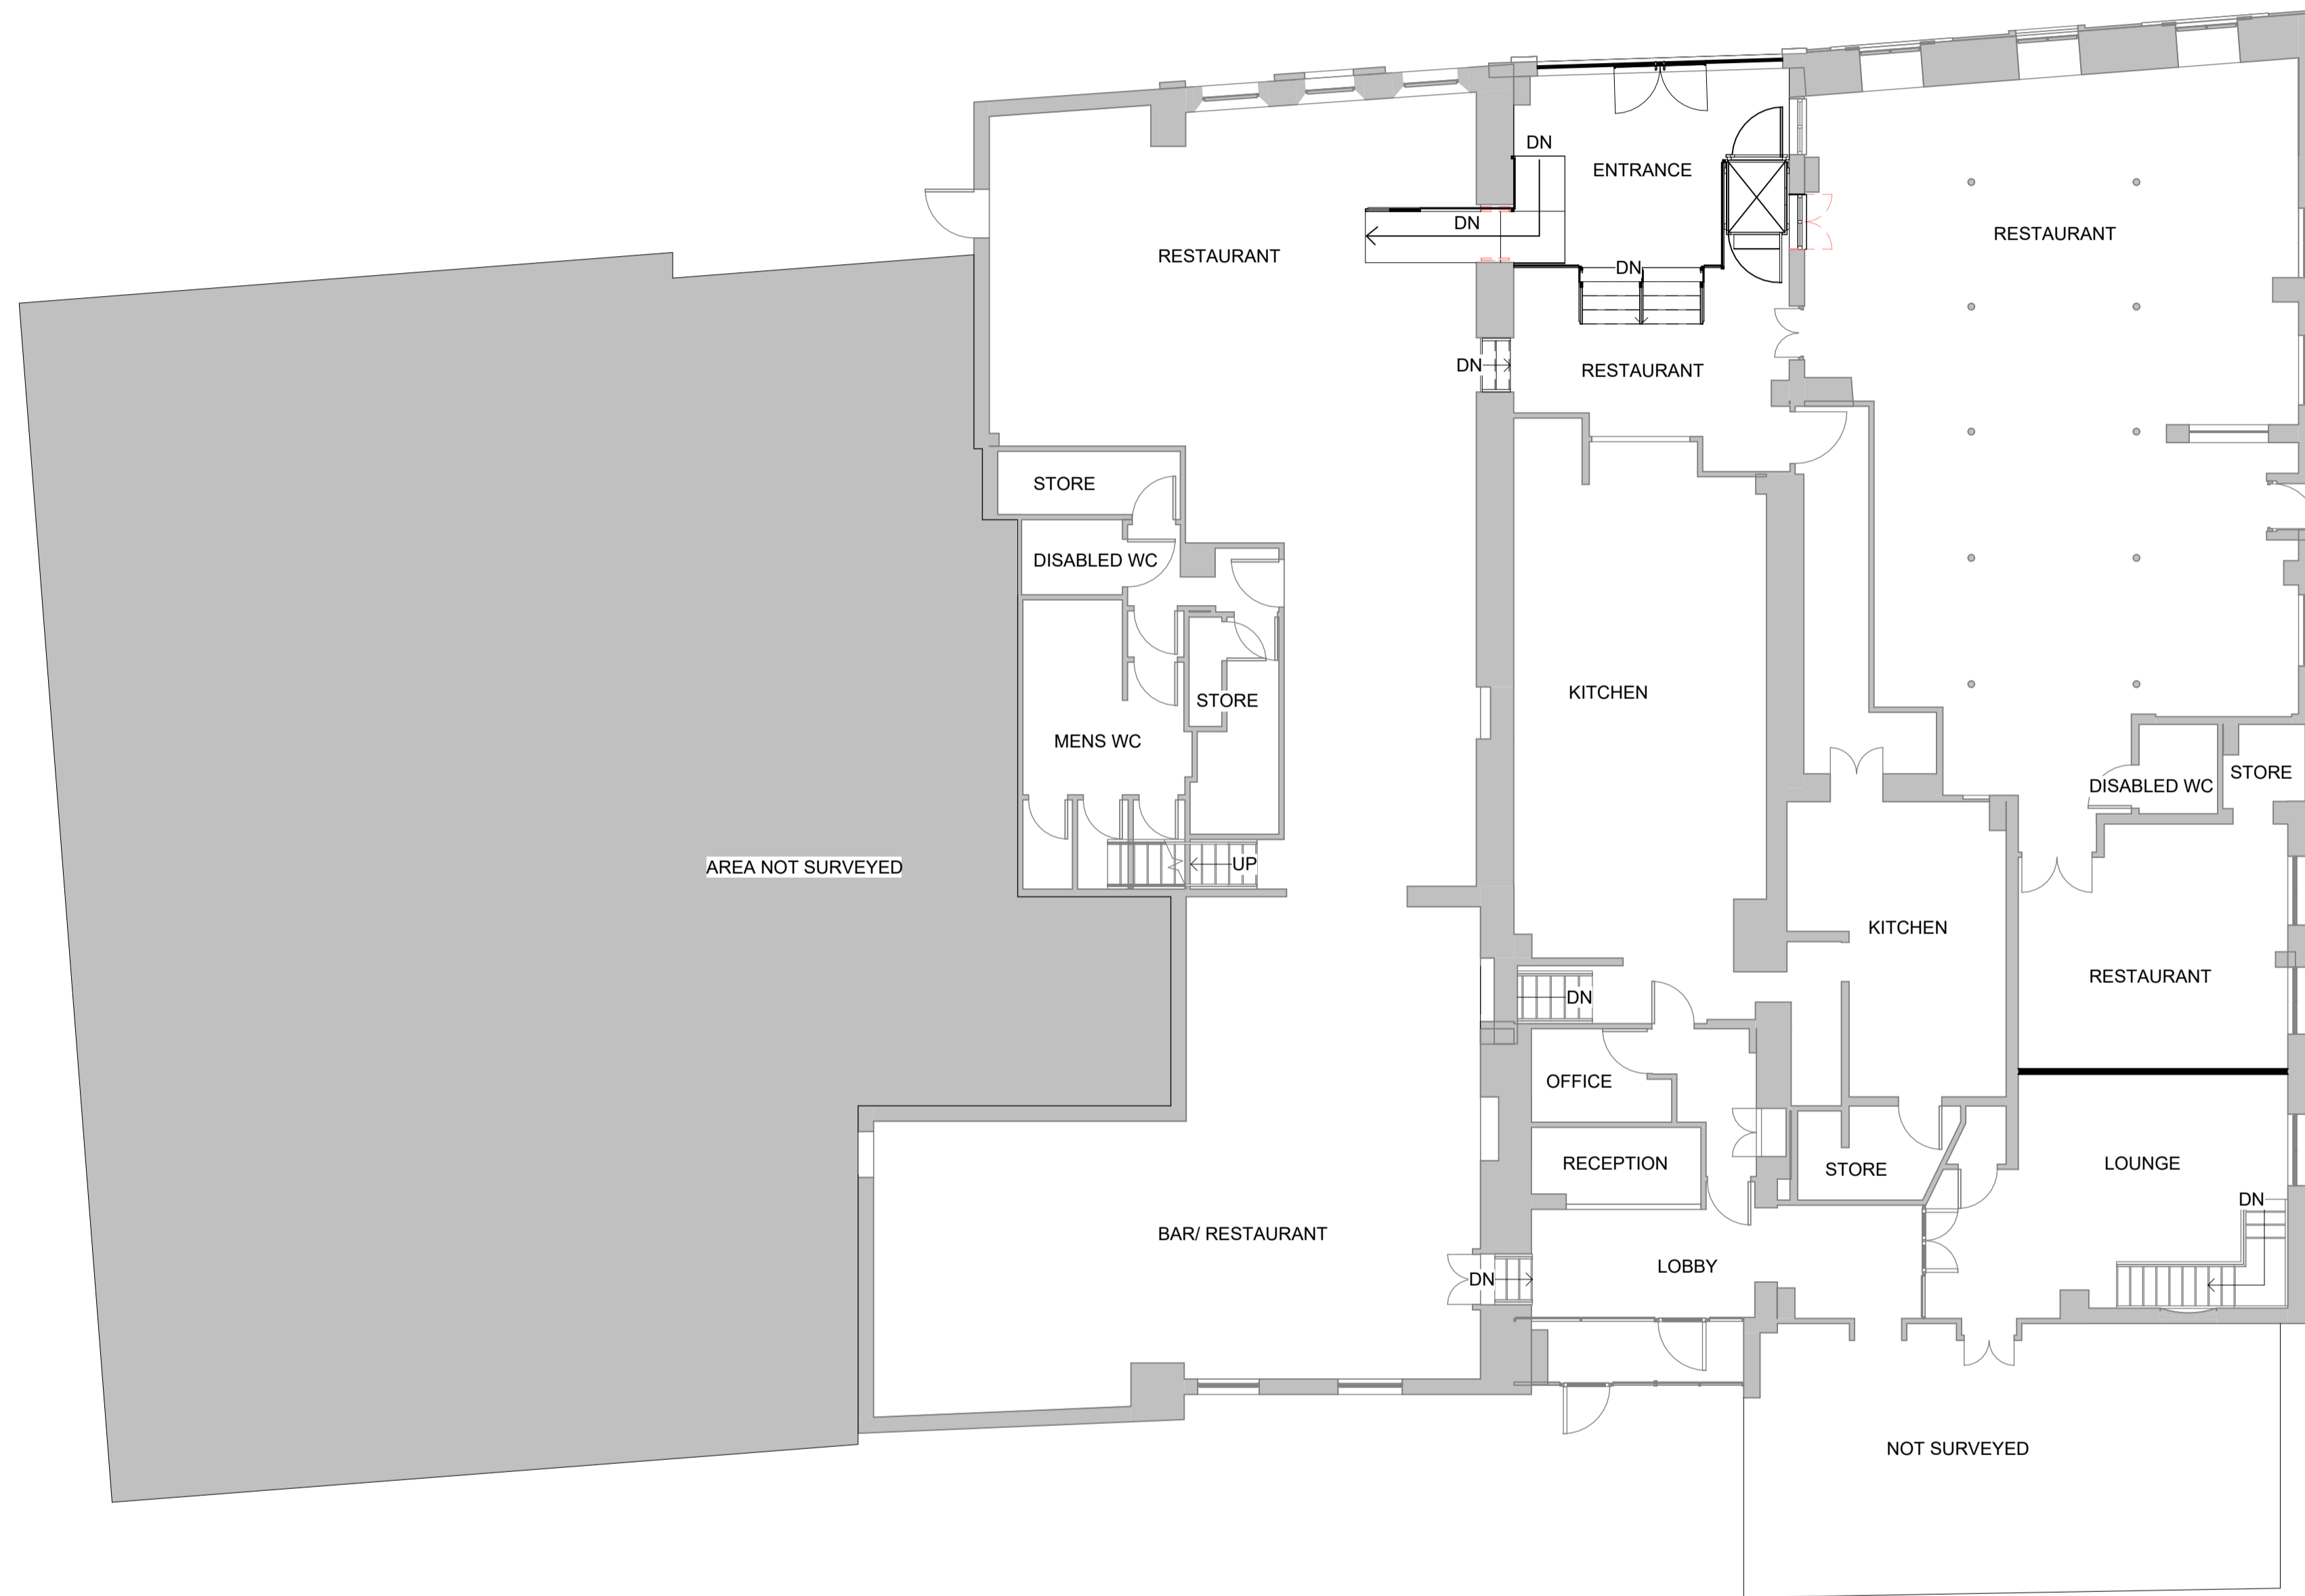 DN
ENTRANCE
DN
RESTAURANT
RESTAURANT
DN
DN
RESTAURANT
STORE
DISABLED WC
KITCHEN
STORE
MENS WC
DISABLED WC
STORE
AREA NOT SURVEYED
UP
KITCHEN
RESTAURANT
DN
OFFICE
RECEPTION
STORE
LOUNGE
DN
BAR/ RESTAURANT
LOBBY
DN
NOT SURVEYED